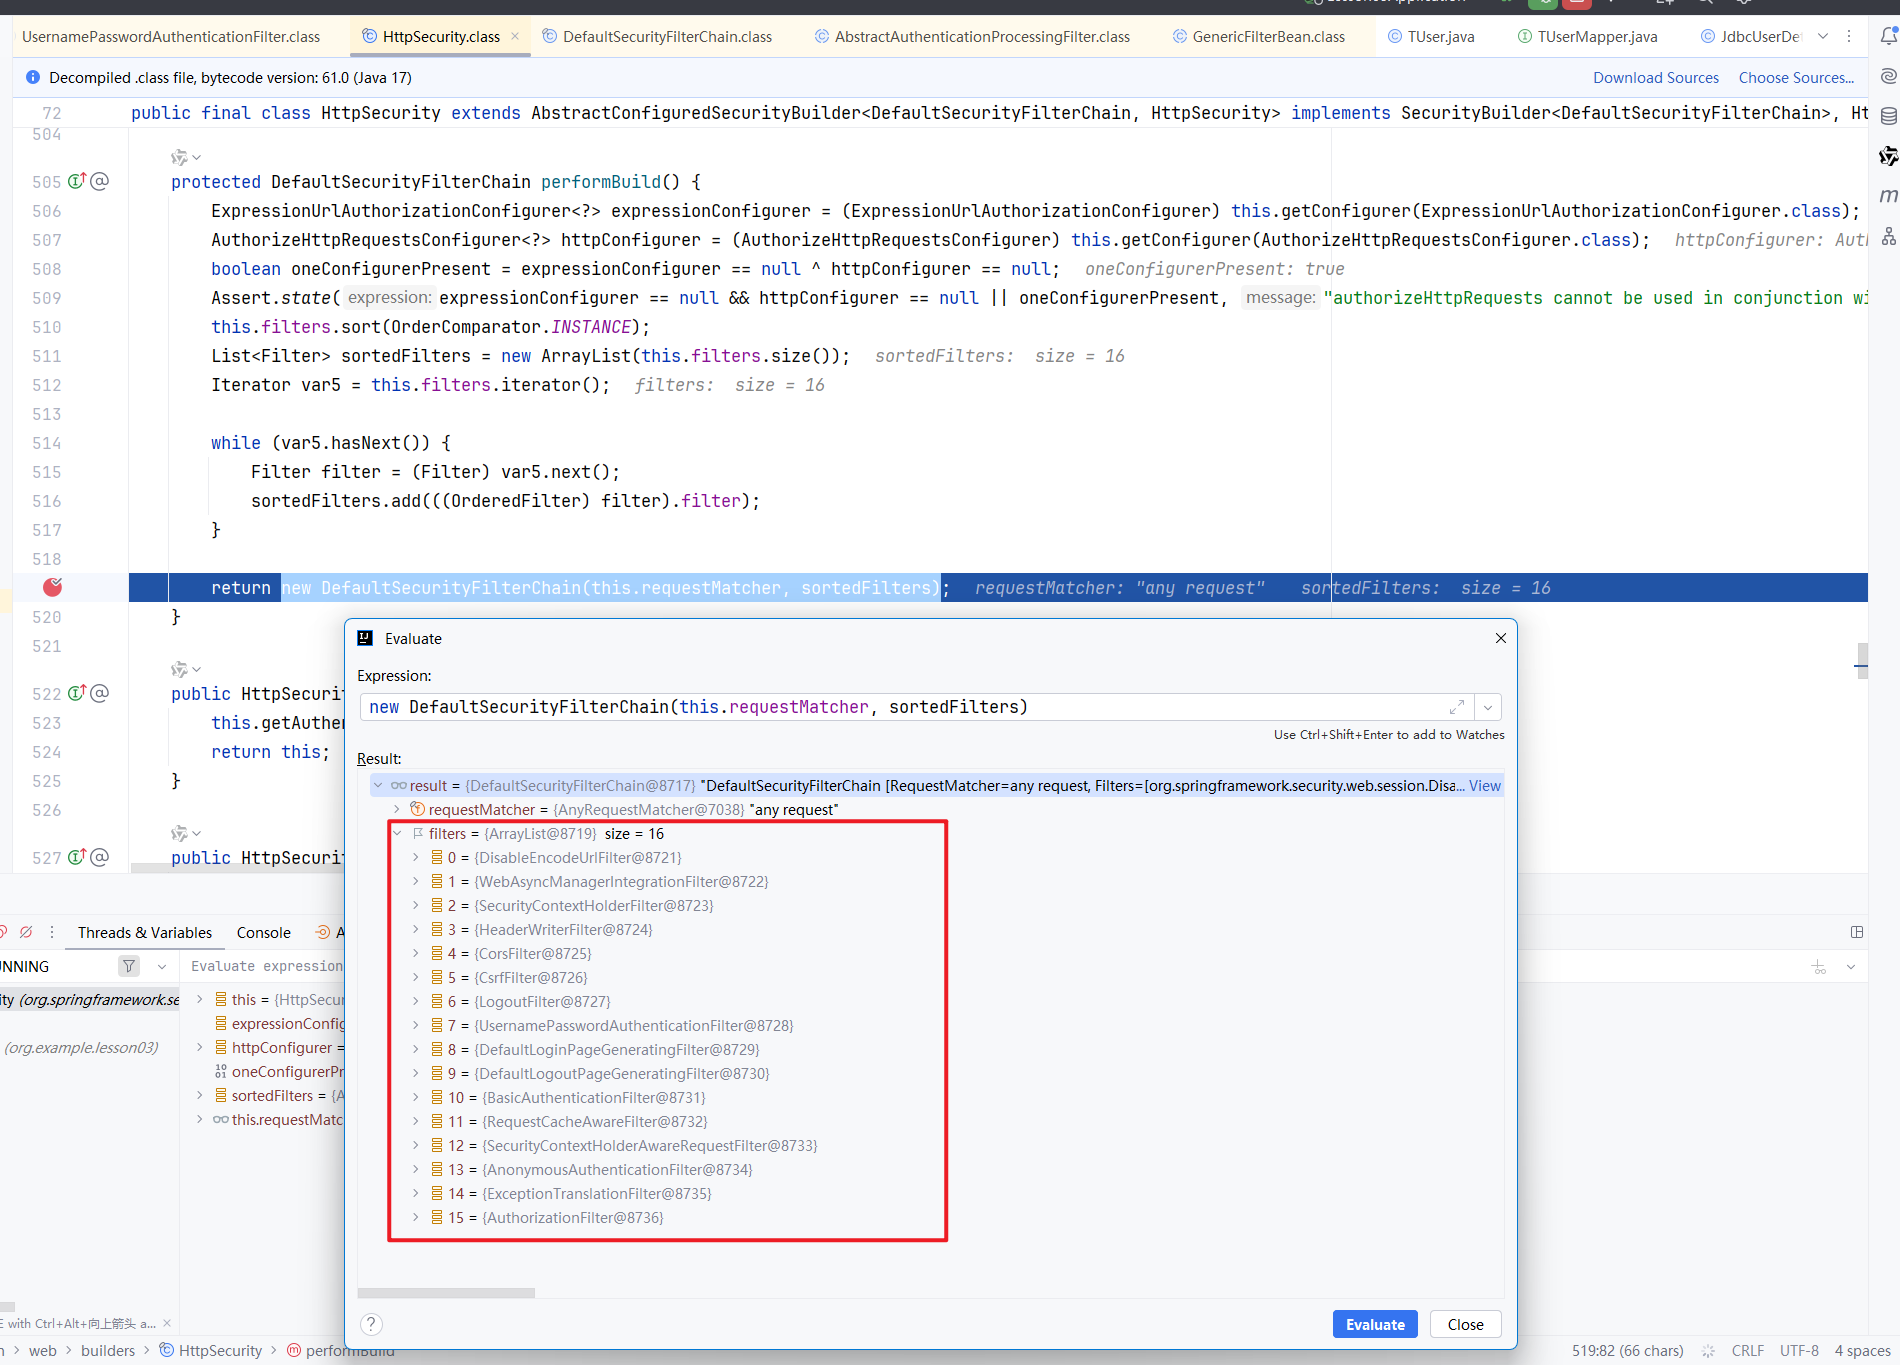 UsernamePasswordAuthenticationFilter.class HttpSecurity.class DefaultSecurityFilterChain.class AbstractAuthenticationProcessingFilter.class GenericFilterBean.class TUser.java TUserMapper.java JdbcUserDe
Decompiled .class file, bytecode version: 61.0 (Java 17) Download Sources Choose Sources...
72 public final class HttpSecurity extends AbstractConfiguredSecurityBuilder<DefaultSecurityFilterChain, HttpSecurity> implements SecurityBuilder<DefaultSecurityFilterChain>, Ht
504
505 protected DefaultSecurityFilterChain performBuild() {
506 ExpressionUrlAuthorizationConfigurer<?> expressionConfigurer = (ExpressionUrlAuthorizationConfigurer) this.getConfigurer(ExpressionUrlAuthorizationConfigurer.class);
507 AuthorizeHttpRequestsConfigurer<?> httpConfigurer = (AuthorizeHttpRequestsConfigurer) this.getConfigurer(AuthorizeHttpRequestsConfigurer.class); httpConfigurer: Auth
508 boolean oneConfigurerPresent = expressionConfigurer == null ^ httpConfigurer == null; oneConfigurerPresent: true
509 Assert.state( expression: expressionConfigurer == null && httpConfigurer == null || oneConfigurerPresent, message: "authorizeHttpRequests cannot be used in conjunction wi
510 this.filters.sort(OrderComparator.INSTANCE);
511 List<Filter> sortedFilters = new ArrayList(this.filters.size()); sortedFilters: size = 16
512 Iterator var5 = this.filters.iterator(); filters: size = 16
513
514 while (var5.hasNext()) {
515 Filter filter = (Filter) var5.next();
516 sortedFilters.add(((OrderedFilter) filter).filter);
517 }
518
return new DefaultSecurityFilterChain(this.requestMatcher, sortedFilters); requestMatcher: "any request" sortedFilters: size = 16
520 }
521
522 public HttpSecurit
523 this.getAuthen
524 return this;
525 }
526
527 public HttpSecurit
Evaluate
Expression:
new DefaultSecurityFilterChain(this.requestMatcher, sortedFilters)
Use Ctrl+Shift+Enter to add to Watches
Result:
result = {DefaultSecurityFilterChain@8717} "DefaultSecurityFilterChain [RequestMatcher=any request, Filters=[org.springframework.security.web.session.Disa... View
requestMatcher = {AnyRequestMatcher@7038} "any request"
filters = {ArrayList@8719} size = 16
0 = {DisableEncodeUrlFilter@8721}
1 = {WebAsyncManagerIntegrationFilter@8722}
2 = {SecurityContextHolderFilter@8723}
3 = {HeaderWriterFilter@8724}
4 = {CorsFilter@8725}
5 = {CsrfFilter@8726}
6 = {LogoutFilter@8727}
7 = {UsernamePasswordAuthenticationFilter@8728}
8 = {DefaultLoginPageGeneratingFilter@8729}
9 = {DefaultLogoutPageGeneratingFilter@8730}
10 = {BasicAuthenticationFilter@8731}
11 = {RequestCacheAwareFilter@8732}
12 = {SecurityContextHolderAwareRequestFilter@8733}
13 = {AnonymousAuthenticationFilter@8734}
14 = {ExceptionTranslationFilter@8735}
15 = {AuthorizationFilter@8736}
Evaluate Close
Threads & Variables Console A
NNING Evaluate expression
ity (org.springframework.se
(org.example.lesson03)
this = {HttpSecur
expressionConfig
httpConfigurer =
oneConfigurerPr
sortedFilters = {A
this.requestMatc
E with Ctrl+Alt+向上箭头 a...
web builders HttpSecurity performBuild 519:82 (66 chars) CRLF UTF-8 4 spaces